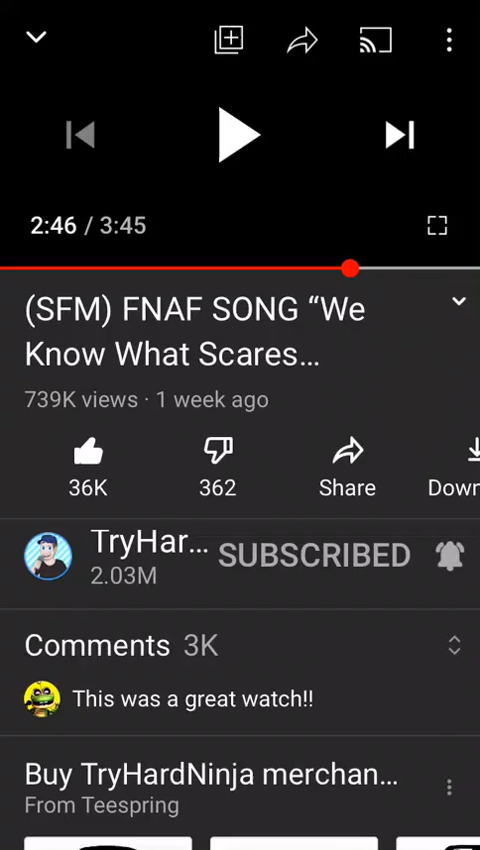 2:46 / 3:45
(SFM) FNAF SONG “We
Know What Scares...
739K views · 1 week ago
36K
362
Share
Down
TryHar...
SUBSCRIBED
2.03M
Comments 3K
This was a great watch!!
Buy TryHardNinja merchan...
From Teespring